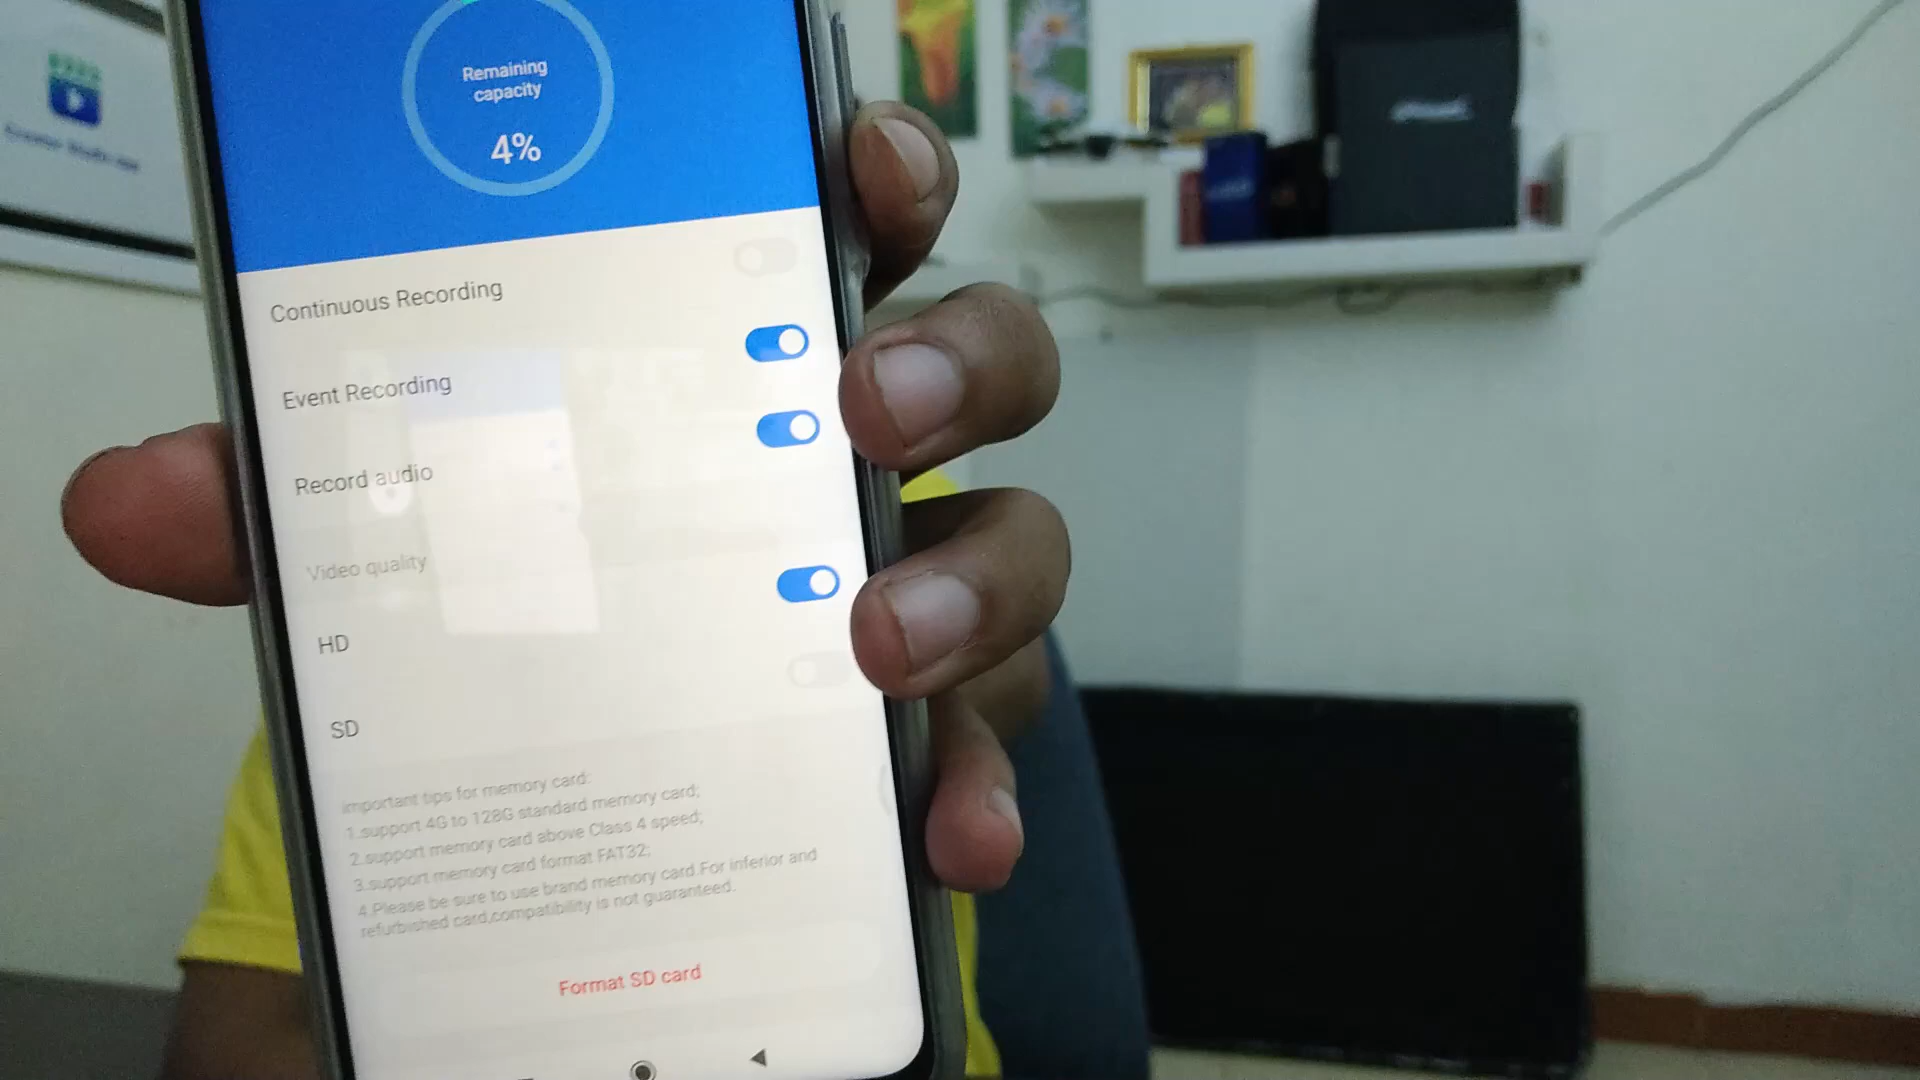 Remaining
capacity
4%
Continuous Recording
Event Recording
Record audio
Video quality
HD
SD
Important tips for memory card:
1.support 4G to 128G standard memory card;
2.support memory card above Class 4 speed;
3.support memory card format FAT32;
4.Please be sure to use brand memory card.For inferior and
refurbished card,compatibility is not guaranteed.
Format SD card